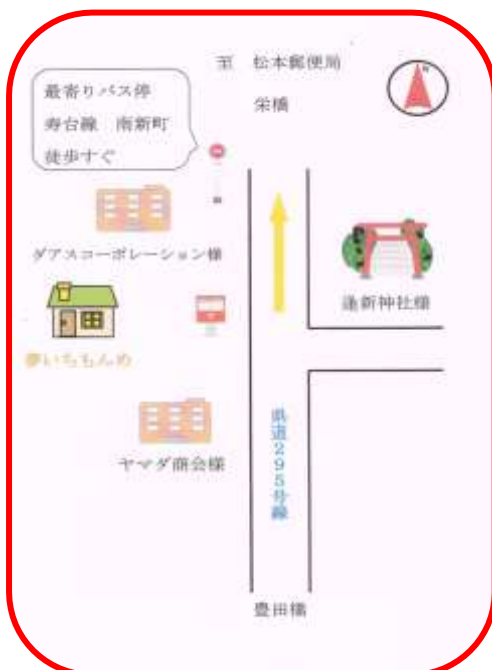 至 松本郵便局
栄橋
N
最寄りバス停
寿台線 南新町
徒歩すぐ
ダアスコーポレーション様
逢新神社様
夢いちもんめ
ヤマダ商会様
県道295号線
豊田橋